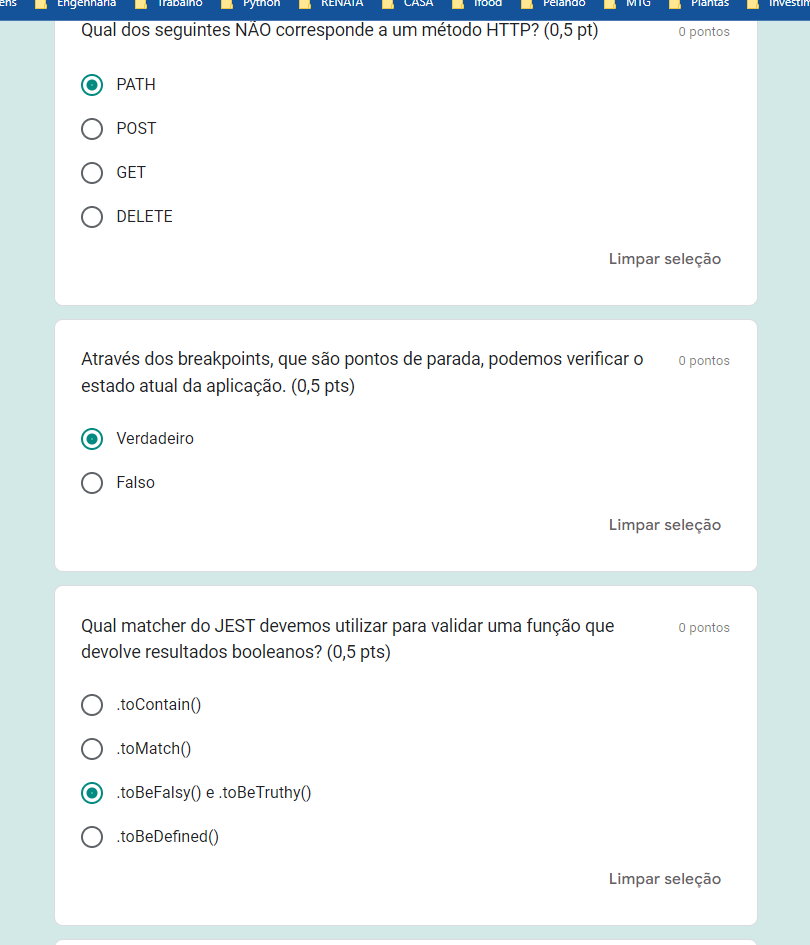 ens Engenharia Trabalho Python RENATA CASA Ifood Pelando MTG Plantas Investim
Qual dos seguintes NÃO corresponde a um método HTTP? (0,5 pt)
0 pontos
PATH
POST
GET
DELETE
Limpar seleção
Através dos breakpoints, que são pontos de parada, podemos verificar o
estado atual da aplicação. (0,5 pts)
0 pontos
Verdadeiro
Falso
Limpar seleção
Qual matcher do JEST devemos utilizar para validar uma função que
devolve resultados booleanos? (0,5 pts)
0 pontos
.toContain()
.toMatch()
.toBeFalsy() e .toBeTruthy()
.toBeDefined()
Limpar seleção